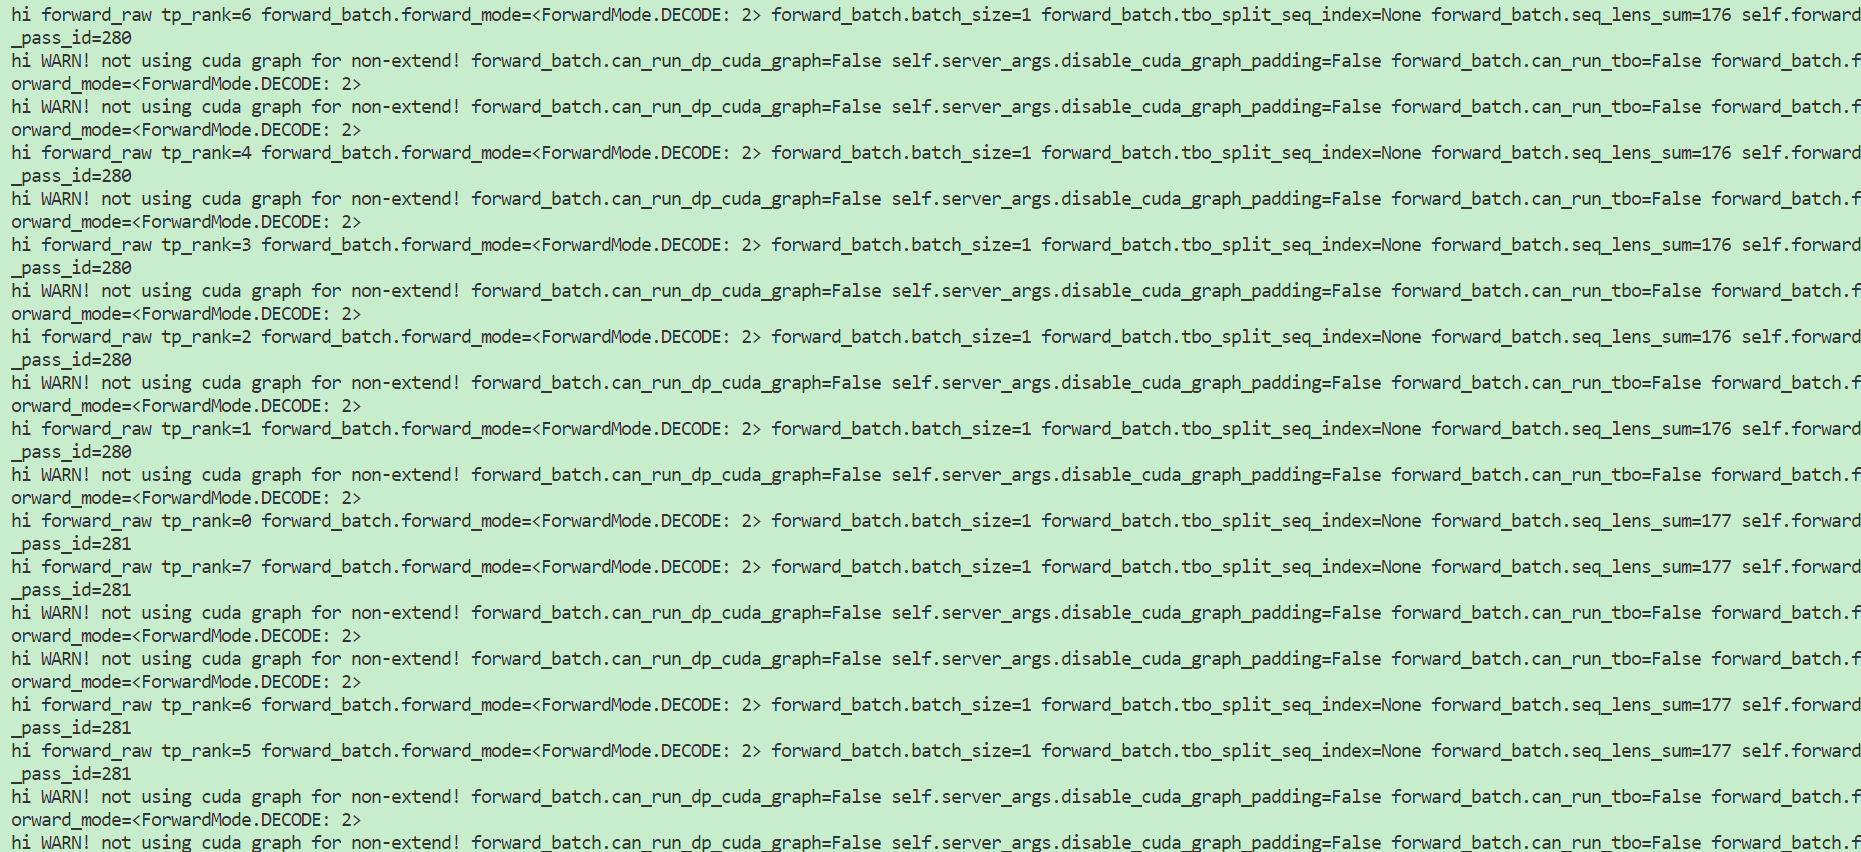 hi forward_raw tp_rank=6 forward_batch.forward_mode=<ForwardMode.DECODE: 2> forward_batch.batch_size=1 forward_batch.tbo_split_seq_index=None forward_batch.seq_lens_sum=176 self.forward
_pass_id=280
hi WARN! not using cuda graph for non-extend! forward_batch.can_run_dp_cuda_graph=False self.server_args.disable_cuda_graph_padding=False forward_batch.can_run_tbo=False forward_batch.f
orward_mode=<ForwardMode.DECODE: 2>
hi WARN! not using cuda graph for non-extend! forward_batch.can_run_dp_cuda_graph=False self.server_args.disable_cuda_graph_padding=False forward_batch.can_run_tbo=False forward_batch.f
orward_mode=<ForwardMode.DECODE: 2>
hi forward_raw tp_rank=4 forward_batch.forward_mode=<ForwardMode.DECODE: 2> forward_batch.batch_size=1 forward_batch.tbo_split_seq_index=None forward_batch.seq_lens_sum=176 self.forward
_pass_id=280
hi WARN! not using cuda graph for non-extend! forward_batch.can_run_dp_cuda_graph=False self.server_args.disable_cuda_graph_padding=False forward_batch.can_run_tbo=False forward_batch.f
orward_mode=<ForwardMode.DECODE: 2>
hi forward_raw tp_rank=3 forward_batch.forward_mode=<ForwardMode.DECODE: 2> forward_batch.batch_size=1 forward_batch.tbo_split_seq_index=None forward_batch.seq_lens_sum=176 self.forward
_pass_id=280
hi WARN! not using cuda graph for non-extend! forward_batch.can_run_dp_cuda_graph=False self.server_args.disable_cuda_graph_padding=False forward_batch.can_run_tbo=False forward_batch.f
orward_mode=<ForwardMode.DECODE: 2>
hi forward_raw tp_rank=2 forward_batch.forward_mode=<ForwardMode.DECODE: 2> forward_batch.batch_size=1 forward_batch.tbo_split_seq_index=None forward_batch.seq_lens_sum=176 self.forward
_pass_id=280
hi WARN! not using cuda graph for non-extend! forward_batch.can_run_dp_cuda_graph=False self.server_args.disable_cuda_graph_padding=False forward_batch.can_run_tbo=False forward_batch.f
orward_mode=<ForwardMode.DECODE: 2>
hi forward_raw tp_rank=1 forward_batch.forward_mode=<ForwardMode.DECODE: 2> forward_batch.batch_size=1 forward_batch.tbo_split_seq_index=None forward_batch.seq_lens_sum=176 self.forward
_pass_id=280
hi WARN! not using cuda graph for non-extend! forward_batch.can_run_dp_cuda_graph=False self.server_args.disable_cuda_graph_padding=False forward_batch.can_run_tbo=False forward_batch.f
orward_mode=<ForwardMode.DECODE: 2>
hi forward_raw tp_rank=0 forward_batch.forward_mode=<ForwardMode.DECODE: 2> forward_batch.batch_size=1 forward_batch.tbo_split_seq_index=None forward_batch.seq_lens_sum=177 self.forward
_pass_id=281
hi forward_raw tp_rank=7 forward_batch.forward_mode=<ForwardMode.DECODE: 2> forward_batch.batch_size=1 forward_batch.tbo_split_seq_index=None forward_batch.seq_lens_sum=177 self.forward
_pass_id=281
hi WARN! not using cuda graph for non-extend! forward_batch.can_run_dp_cuda_graph=False self.server_args.disable_cuda_graph_padding=False forward_batch.can_run_tbo=False forward_batch.f
orward_mode=<ForwardMode.DECODE: 2>
hi WARN! not using cuda graph for non-extend! forward_batch.can_run_dp_cuda_graph=False self.server_args.disable_cuda_graph_padding=False forward_batch.can_run_tbo=False forward_batch.f
orward_mode=<ForwardMode.DECODE: 2>
hi forward_raw tp_rank=6 forward_batch.forward_mode=<ForwardMode.DECODE: 2> forward_batch.batch_size=1 forward_batch.tbo_split_seq_index=None forward_batch.seq_lens_sum=177 self.forward
_pass_id=281
hi forward_raw tp_rank=5 forward_batch.forward_mode=<ForwardMode.DECODE: 2> forward_batch.batch_size=1 forward_batch.tbo_split_seq_index=None forward_batch.seq_lens_sum=177 self.forward
_pass_id=281
hi WARN! not using cuda graph for non-extend! forward_batch.can_run_dp_cuda_graph=False self.server_args.disable_cuda_graph_padding=False forward_batch.can_run_tbo=False forward_batch.f
orward_mode=<ForwardMode.DECODE: 2>
hi WARN! not using cuda graph for non-extend! forward_batch.can_run_dp_cuda_graph=False self.server_args.disable_cuda_graph_padding=False forward_batch.can_run_tbo=False forward_batch.f